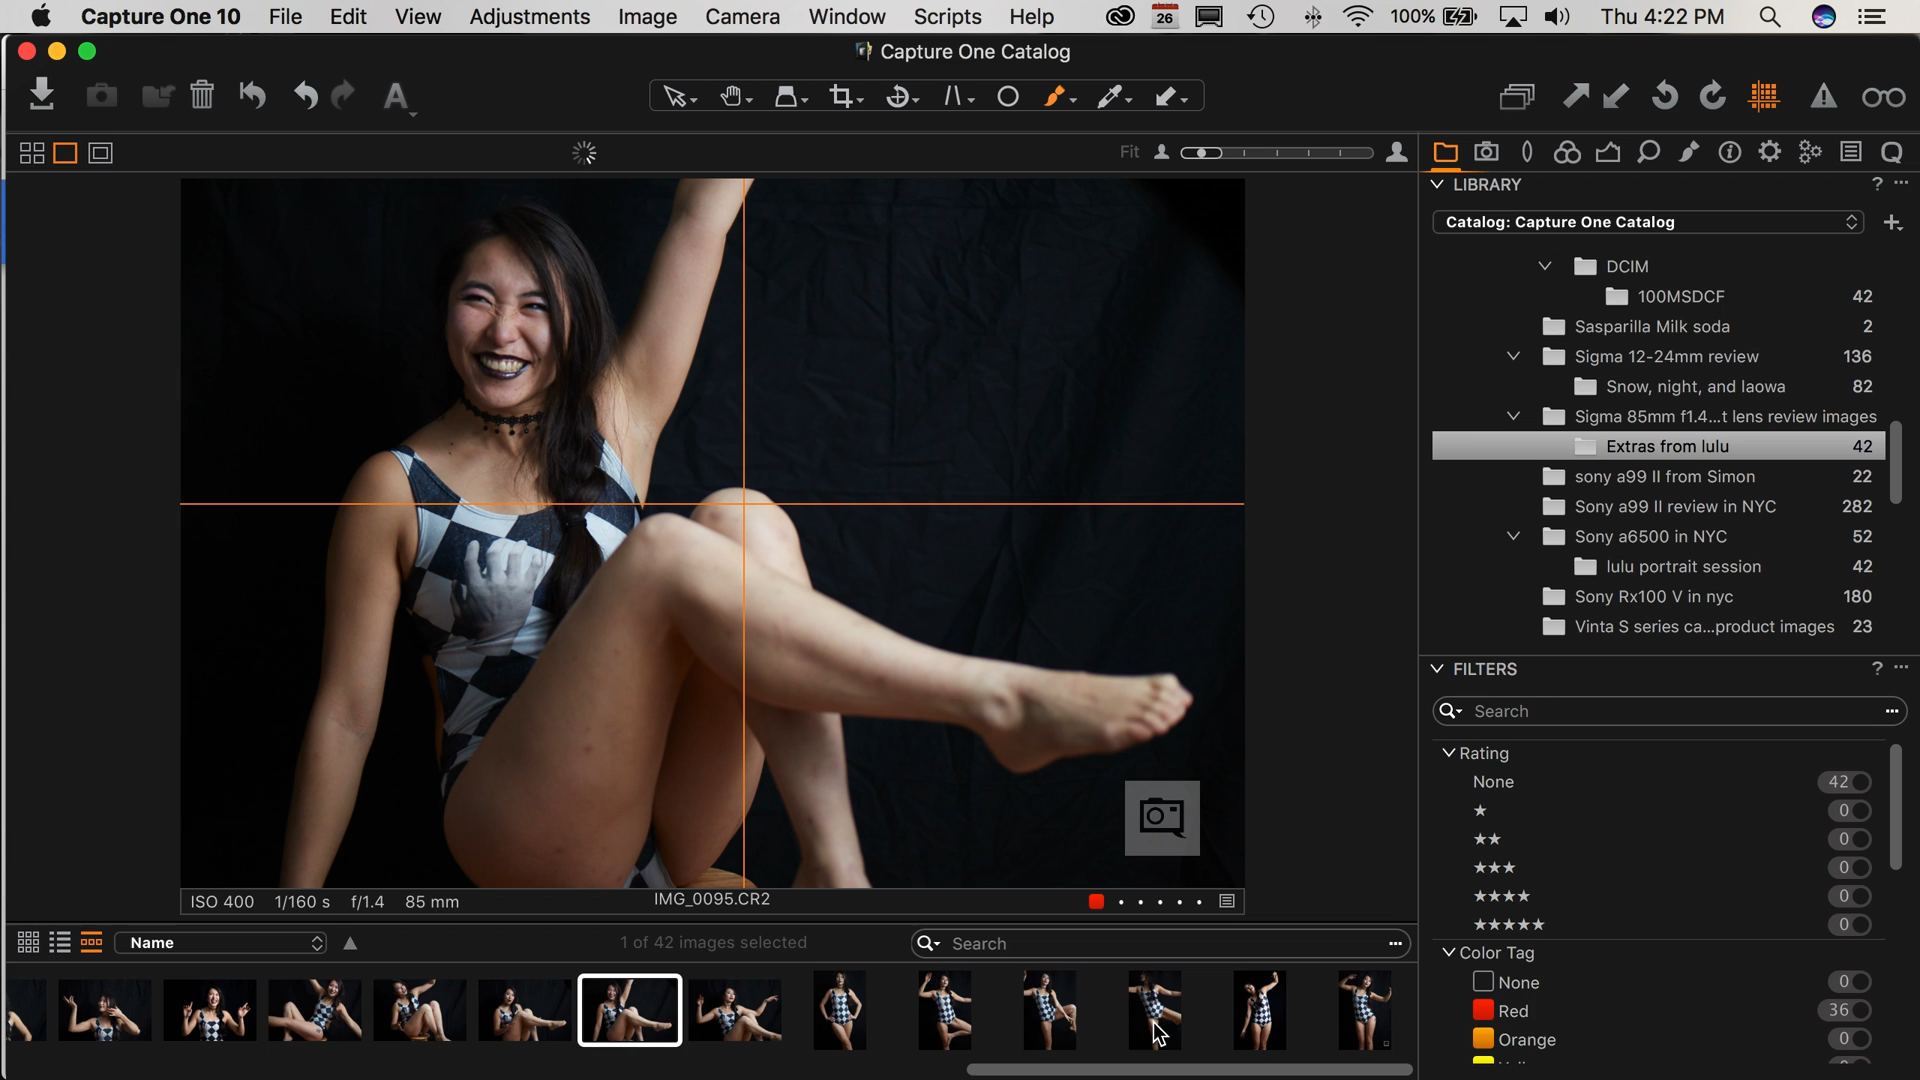 Capture One 10 File Edit View Adjustments Image Camera Window Scripts Help 26 100% Thu 4:22 PM
Capture One Catalog
A
Fit
LIBRARY ?
Catalog: Capture One Catalog
DCIM
100MSDCF 42
Sasparilla Milk soda 2
Sigma 12-24mm review 136
Snow, night, and laowa 82
Sigma 85mm f1.4...t lens review images
Extras from lulu 42
sony a99 II from Simon 22
Sony a99 II review in NYC 282
Sony a6500 in NYC 52
lulu portrait session 42
Sony Rx100 V in nyc 180
Vinta S series ca...product images 23
FILTERS ?
Search
Rating
None 42
★ 0
★★ 0
★★★ 0
★★★★ 0
★★★★★ 0
Color Tag
None 0
Red 36
Orange 0
ISO 400 1/160 s f/1.4 85 mm IMG_0095.CR2
Name 1 of 42 images selected Search